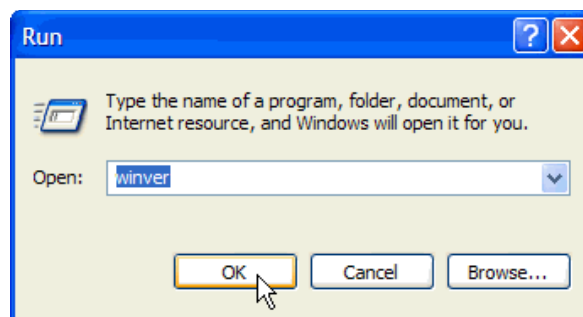 Run
?
Type the name of a program, folder, document, or
Internet resource, and Windows will open it for you.
Open: winver
OK Cancel Browse...